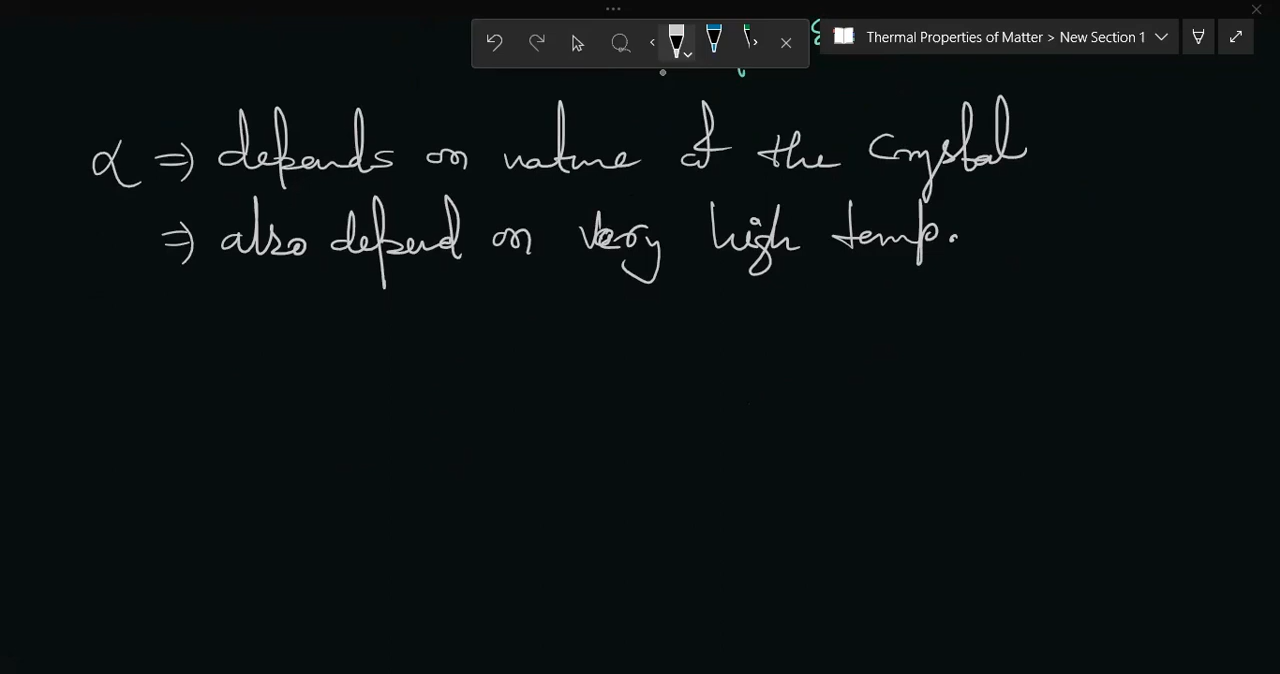 Thermal Properties of Matter > New Section 1
α ⇒ depends on nature of the Crystal
⇒ also depend on very high temp.